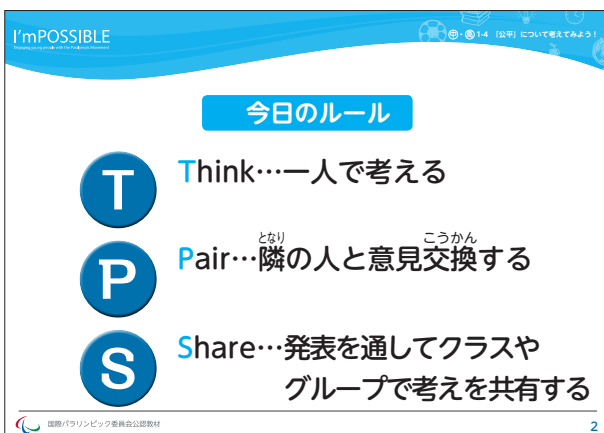 I'mPOSSIBLE
Engaging young people with the Paralympic Movement
中・高 1-4 「公平」について考えてみよう！
今日のルール
T Think…一人で考える
となり こうかん
P Pair…隣の人と意見交換する
S Share…発表を通してクラスや
グループで考えを共有する
国際パラリンピック委員会公認教材
2